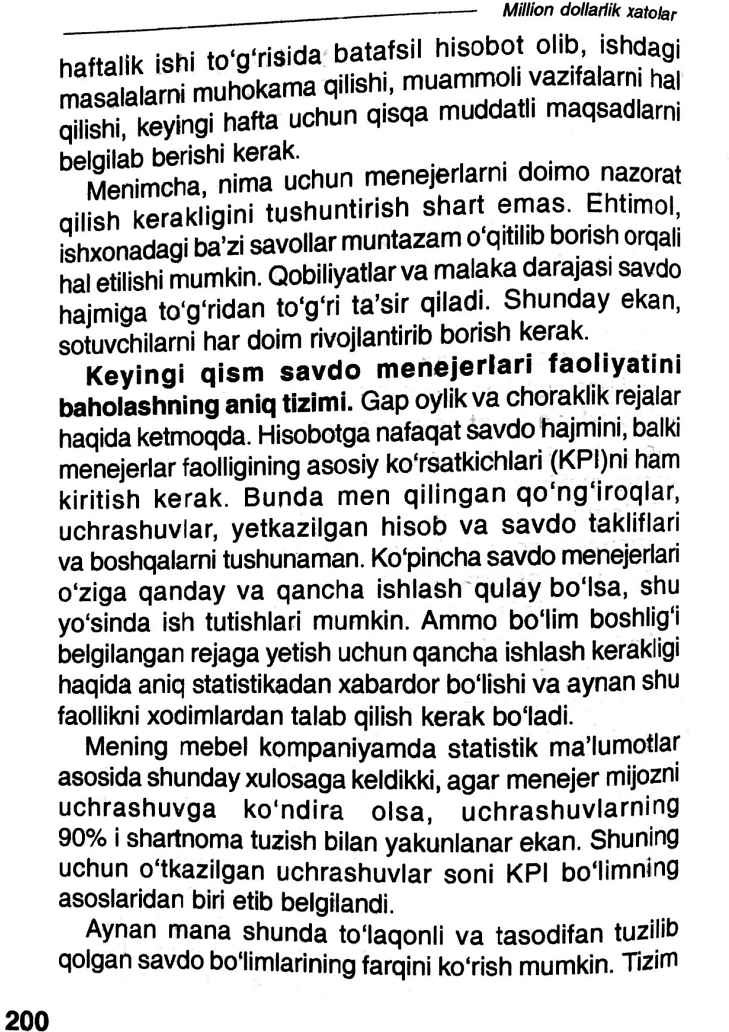 Million dollarlik xatolar
haftalik ishi to‘g‘risida batafsil hisobot olib, ishdagi
masalalarni muhokama qilishi, muammoli vazifalarni hal
qilishi, keyingi hafta uchun qisqa muddatli maqsadlarni
belgilab berishi kerak.
Menimcha, nima uchun menejerlarni doimo nazorat
qilish kerakligini tushuntirish shart emas. Ehtimol,
ishxonadagi ba’zi savollar muntazam o‘qitilib borish orqali
hal etilishi mumkin. Qobiliyatlar va malaka darajasi savdo
hajmiga to‘g‘ridan to‘g‘ri ta’sir qiladi. Shunday ekan,
sotuvchilarni har doim rivojlantirib borish kerak.
Keyingi qism savdo menejerlari faoliyatini
baholashning aniq tizimi. Gap oylik va choraklik rejalar
haqida ketmoqda. Hisobotga nafaqat savdo hajmini, balki
menejerlar faolligining asosiy ko‘rsatkichlari (KPI)ni ham
kiritish kerak. Bunda men qilingan qo‘ng‘iroqlar,
uchrashuvlar, yetkazilgan hisob va savdo takliflari
va boshqalarni tushunaman. Ko‘pincha savdo menejerlari
o‘ziga qanday va qancha ishlash qulay bo‘lsa, shu
yo‘sinda ish tutishlari mumkin. Ammo bo‘lim boshlig‘i
belgilangan rejaga yetish uchun qancha ishlash kerakligi
haqida aniq statistikadan xabardor bo‘lishi va aynan shu
faollikni xodimlardan talab qilish kerak bo‘ladi.
Mening mebel kompaniyamda statistik ma’lumotlar
asosida shunday xulosaga keldikki, agar menejer mijozni
uchrashuvga ko‘ndira olsa, uchrashuvlarning
90% i shartnoma tuzish bilan yakunlanar ekan. Shuning
uchun o‘tkazilgan uchrashuvlar soni KPI bo‘limning
asoslaridan biri etib belgilandi.
Aynan mana shunda to‘laqonli va tasodifan tuzilib
qolgan savdo bo‘limlarining farqini ko‘rish mumkin. Tizim
200